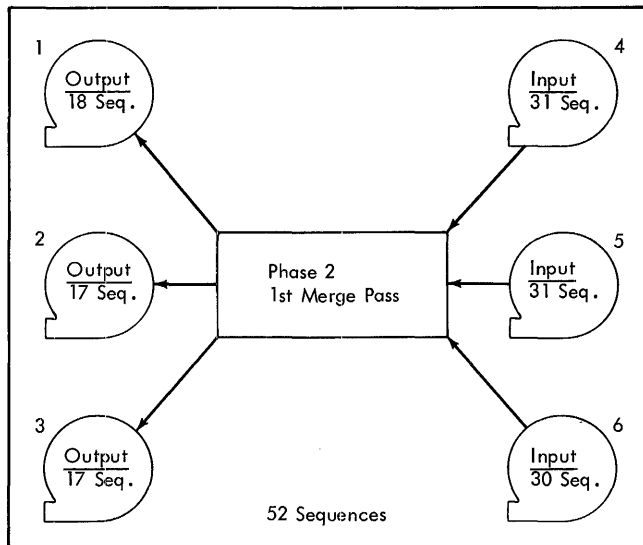 1
Output
18 Seq.
4
Input
31 Seq.
2
Output
17 Seq.
Phase 2
1st Merge Pass
5
Input
31 Seq.
3
Output
17 Seq.
6
Input
30 Seq.
52 Sequences